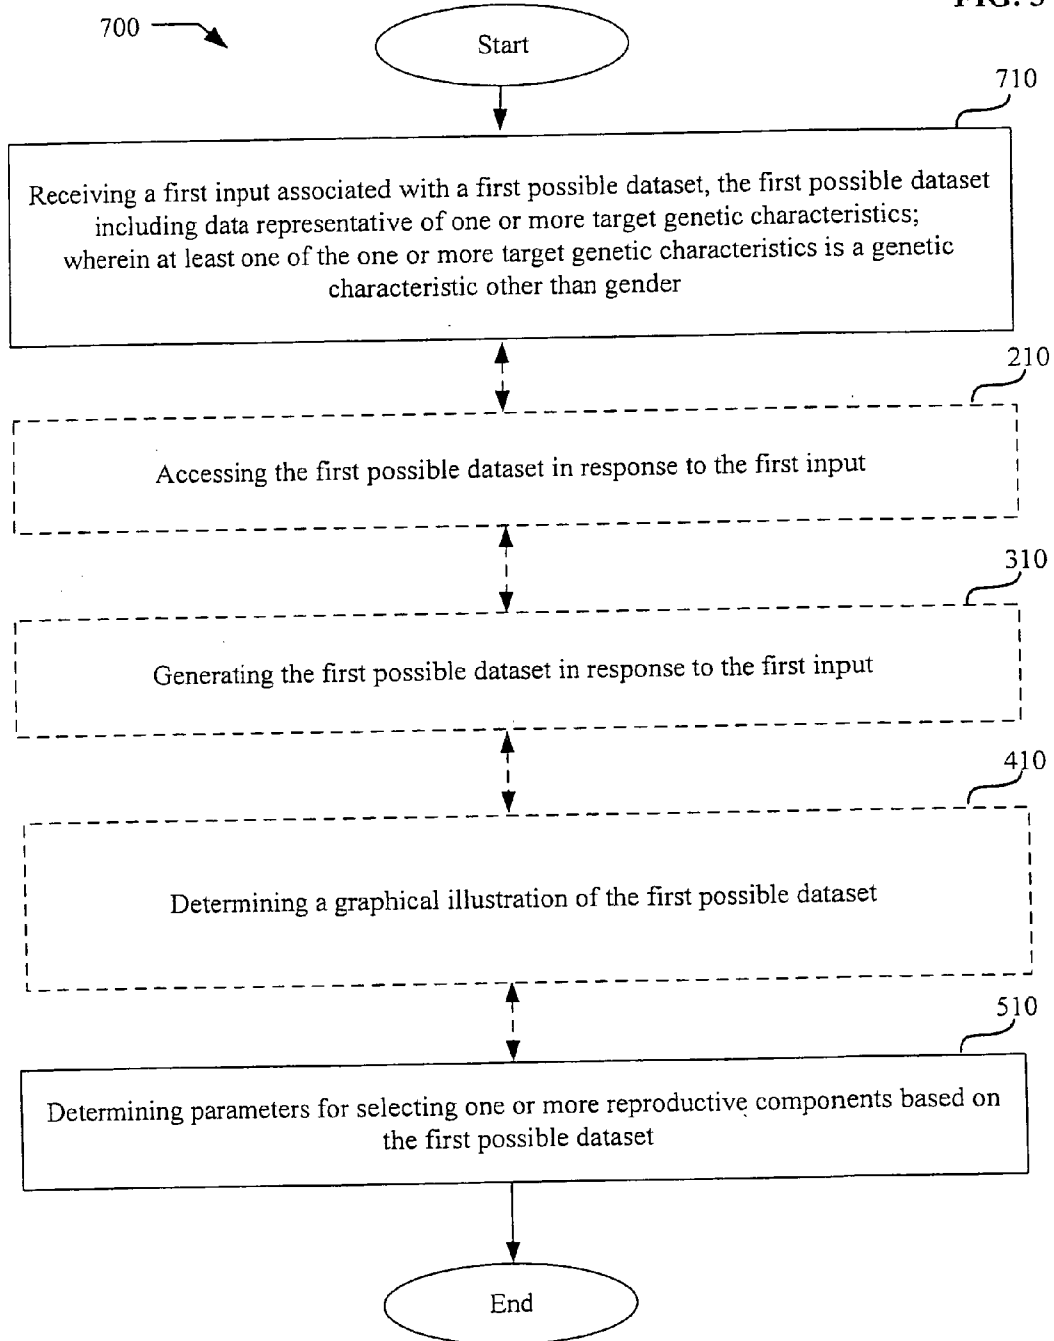 700
Start
710
Receiving a first input associated with a first possible dataset, the first possible dataset
including data representative of one or more target genetic characteristics;
wherein at least one of the one or more target genetic characteristics is a genetic
characteristic other than gender
210
Accessing the first possible dataset in response to the first input
310
Generating the first possible dataset in response to the first input
410
Determining a graphical illustration of the first possible dataset
510
Determining parameters for selecting one or more reproductive components based on
the first possible dataset
End